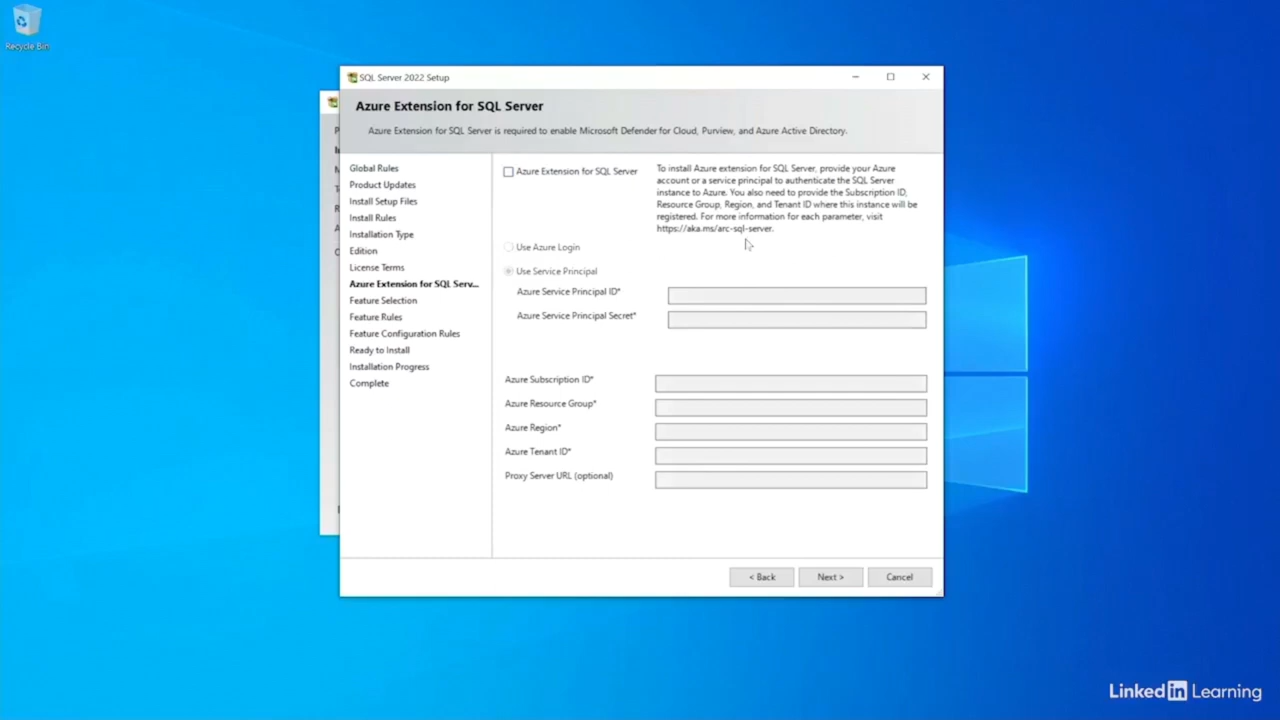 Recycle Bin
SQL Server 2022 Setup
Azure Extension for SQL Server
Azure Extension for SQL Server is required to enable Microsoft Defender for Cloud, Purview, and Azure Active Directory.
Global Rules
Product Updates
Install Setup Files
Install Rules
Installation Type
Edition
License Terms
Azure Extension for SQL Serv...
Feature Selection
Feature Rules
Feature Configuration Rules
Ready to Install
Installation Progress
Complete
Azure Extension for SQL Server
To install Azure extension for SQL Server, provide your Azure
account or a service principal to authenticate the SQL Server
instance to Azure. You also need to provide the Subscription ID,
Resource Group, Region, and Tenant ID where this instance will be
registered. For more information for each parameter, visit
https://aka.ms/arc-sql-server.
Use Azure Login
Use Service Principal
Azure Service Principal ID*
Azure Service Principal Secret*
Azure Subscription ID*
Azure Resource Group*
Azure Region*
Azure Tenant ID*
Proxy Server URL (optional)
< Back
Next >
Cancel
Linked in Learning